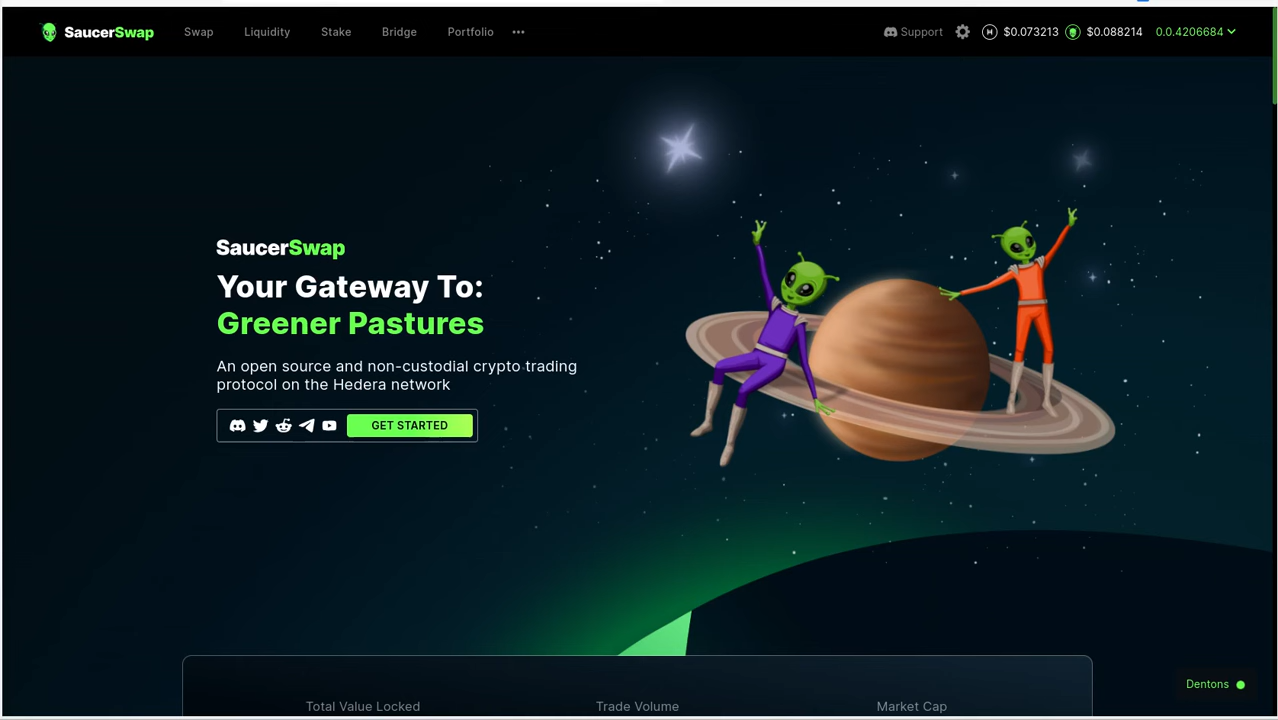 SaucerSwap Swap Liquidity Stake Bridge Portfolio ••• Support H $0.073213 $0.088214 0.0.4206684
SaucerSwap
Your Gateway To:
Greener Pastures
An open source and non-custodial crypto trading
protocol on the Hedera network
GET STARTED
Dentons
Total Value Locked Trade Volume Market Cap